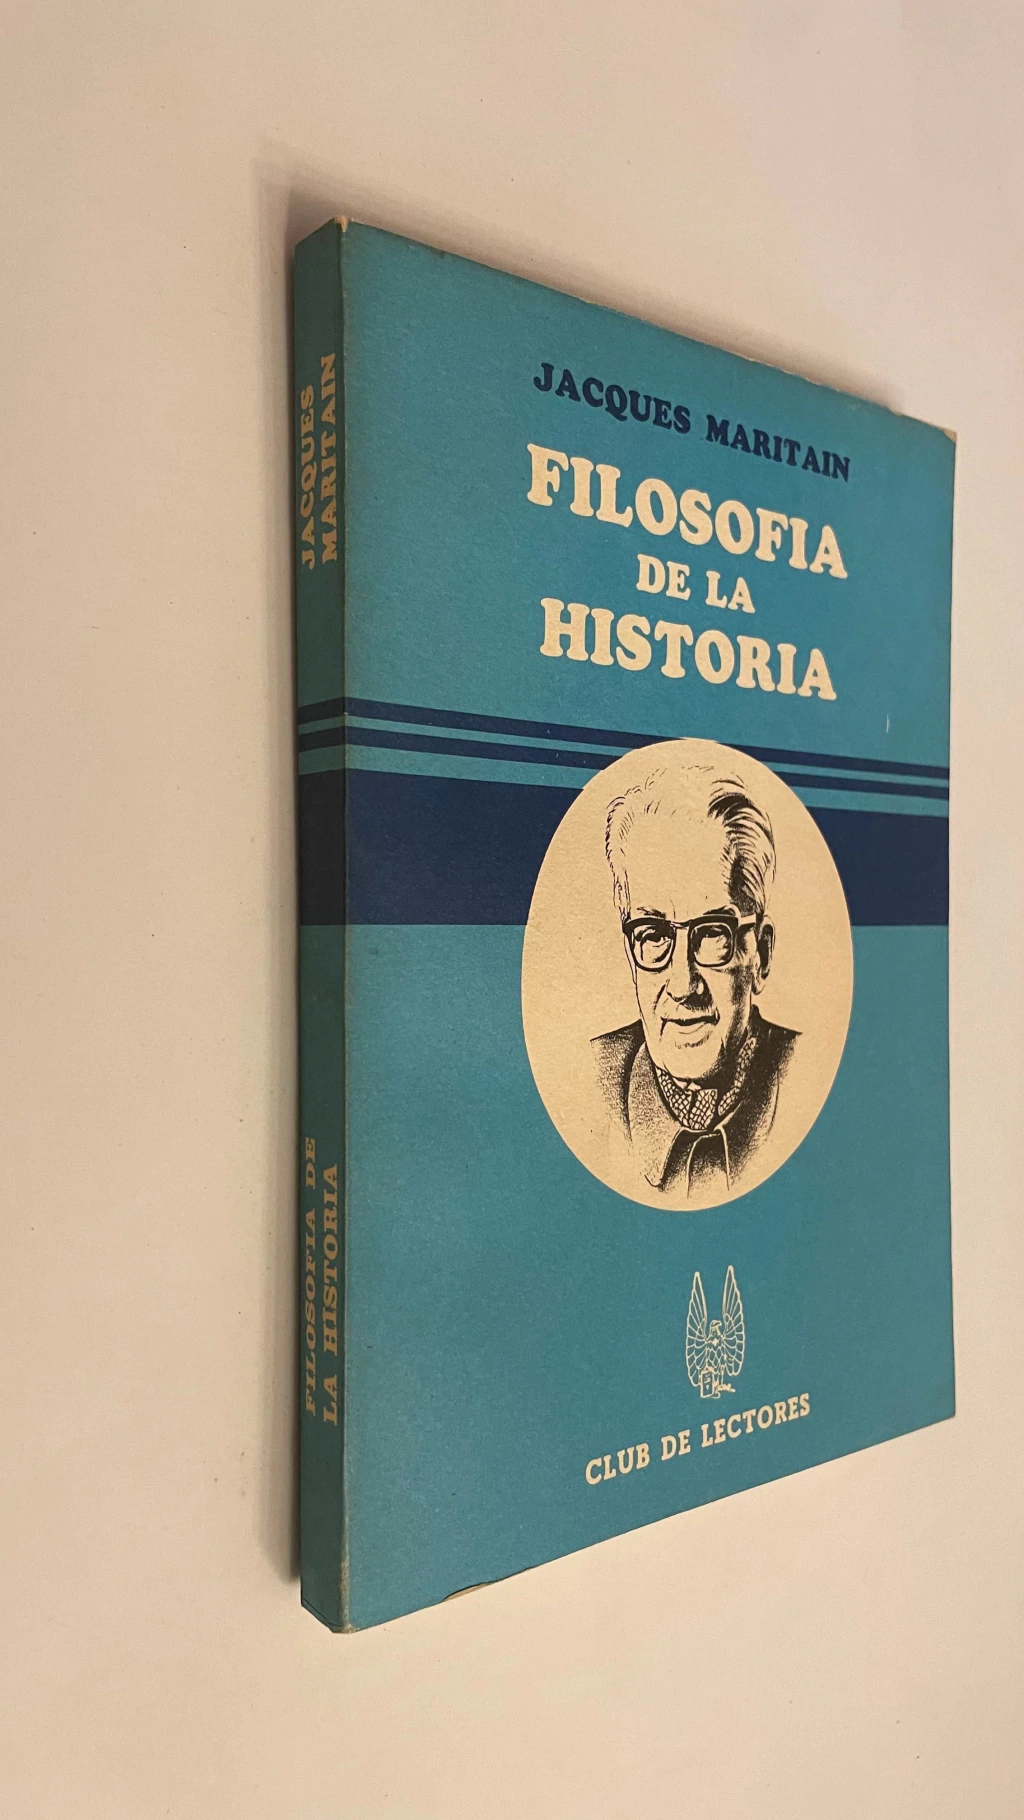 JACQUES MARITAIN
FILOSOFIA
DE LA
HISTORIA
CLUB DE LECTORES
JACQUES
MARITAIN
FILOSOFIA DE
LA HISTORIA